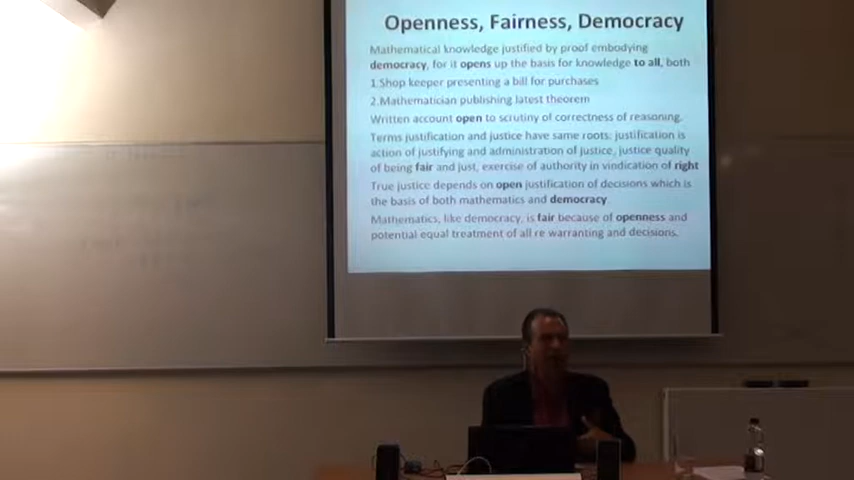 Openness, Fairness, Democracy
Mathematical knowledge justified by proof embodying
democracy, for it opens up the basis for knowledge to all, both
1.Shop keeper presenting a bill for purchases
2.Mathematician publishing latest theorem
Written account open to scrutiny of correctness of reasoning.
Terms justification and justice have same roots: justification is
action of justifying and administration of justice, justice quality
of being fair and just, exercise of authority in vindication of right
True justice depends on open justification of decisions which is
the basis of both mathematics and democracy
Mathematics, like democracy, is fair because of openness and
potential equal treatment of all re warranting and decisions.